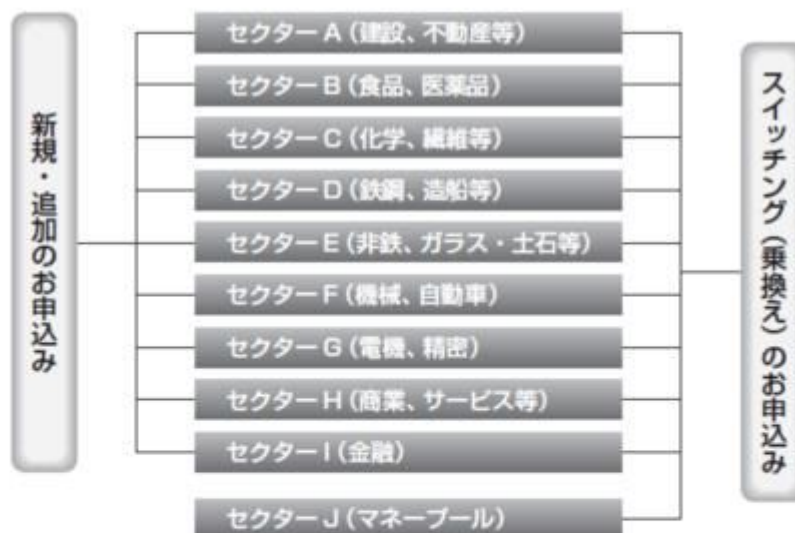 新規・追加のお申込み
セクターA(建設、不動産等)
セクターB(食品、医薬品)
セクターC(化学、繊維等)
セクターD(鉄鋼、造船等)
セクターE(非鉄、ガラス・土石等)
セクターF(機械、自動車)
セクターG(電機、精密)
セクターH(商業、サービス等)
セクターI(金融)
セクターJ(マネープール)
スイッチング(乗換え)のお申込み